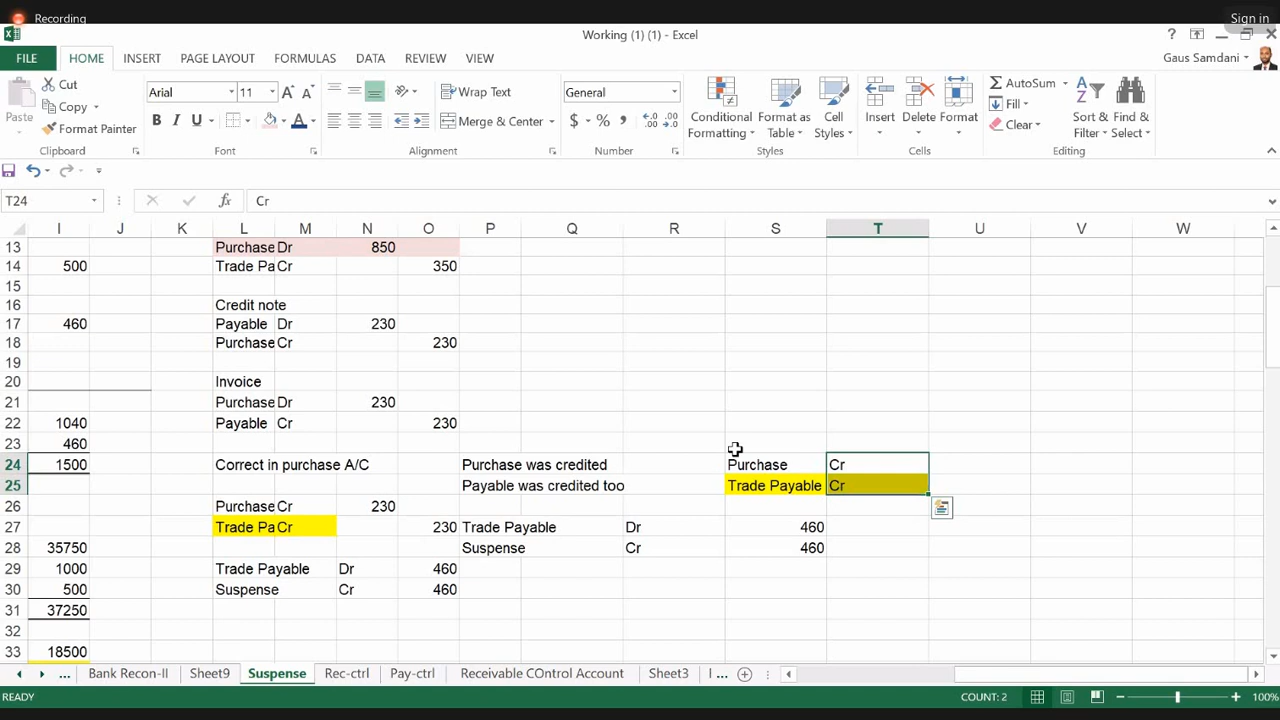 Recording
Sign in
Working (1) (1) - Excel
?
FILE HOME INSERT PAGE LAYOUT FORMULAS DATA REVIEW VIEW
Gaus Samdani
Paste
Cut
Copy
Format Painter
Clipboard
Arial 11
B I U
Font
Wrap Text
Merge & Center
Alignment
General
$ % ,
Number
Conditional Formatting
Format as Table
Cell Styles
Styles
Insert Delete Format
Cells
AutoSum
Fill
Clear
Sort & Filter
Find & Select
Editing
T24 fx Cr
I J K L M N O P Q R S T U V W
13 Purchase Dr 850
14 500 Trade Pa Cr 350
15
16 Credit note
17 460 Payable Dr 230
18 Purchase Cr 230
19
20 Invoice
21 Purchase Dr 230
22 1040 Payable Cr 230
23 460
24 1500 Correct in purchase A/C Purchase was credited Purchase Cr
25 Payable was credited too Trade Payable Cr
26 Purchase Cr 230
27 Trade Pa Cr 230 Trade Payable Dr 460
28 35750 Suspense Cr 460
29 1000 Trade Payable Dr 460
30 500 Suspense Cr 460
31 37250
32
33 18500
... Bank Recon-II Sheet9 Suspense Rec-ctrl Pay-ctrl Receivable COntrol Account Sheet3 I ...
READY COUNT: 2 100%